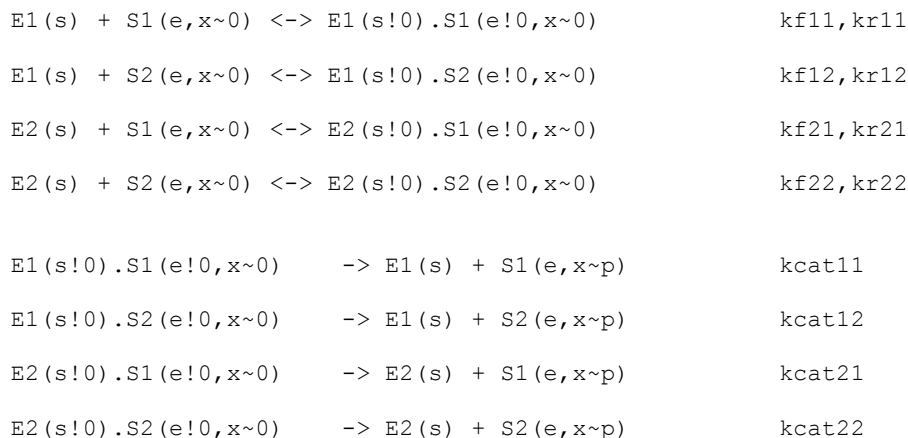 E1(s) + S1(e,x~0) <-> E1(s!0).S1(e!0,x~0) kf11,kr11
E1(s) + S2(e,x~0) <-> E1(s!0).S2(e!0,x~0) kf12,kr12
E2(s) + S1(e,x~0) <-> E2(s!0).S1(e!0,x~0) kf21,kr21
E2(s) + S2(e,x~0) <-> E2(s!0).S2(e!0,x~0) kf22,kr22
E1(s!0).S1(e!0,x~0) -> E1(s) + S1(e,x~p) kcat11
E1(s!0).S2(e!0,x~0) -> E1(s) + S2(e,x~p) kcat12
E2(s!0).S1(e!0,x~0) -> E2(s) + S1(e,x~p) kcat21
E2(s!0).S2(e!0,x~0) -> E2(s) + S2(e,x~p) kcat22